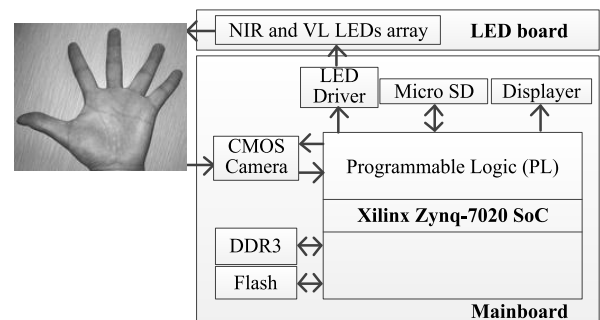 NIR and VL LEDs array
LED board
LED
Driver
Micro SD
Displayer
CMOS
Camera
Programmable Logic (PL)
Xilinx Zynq-7020 SoC
DDR3
Flash
Mainboard